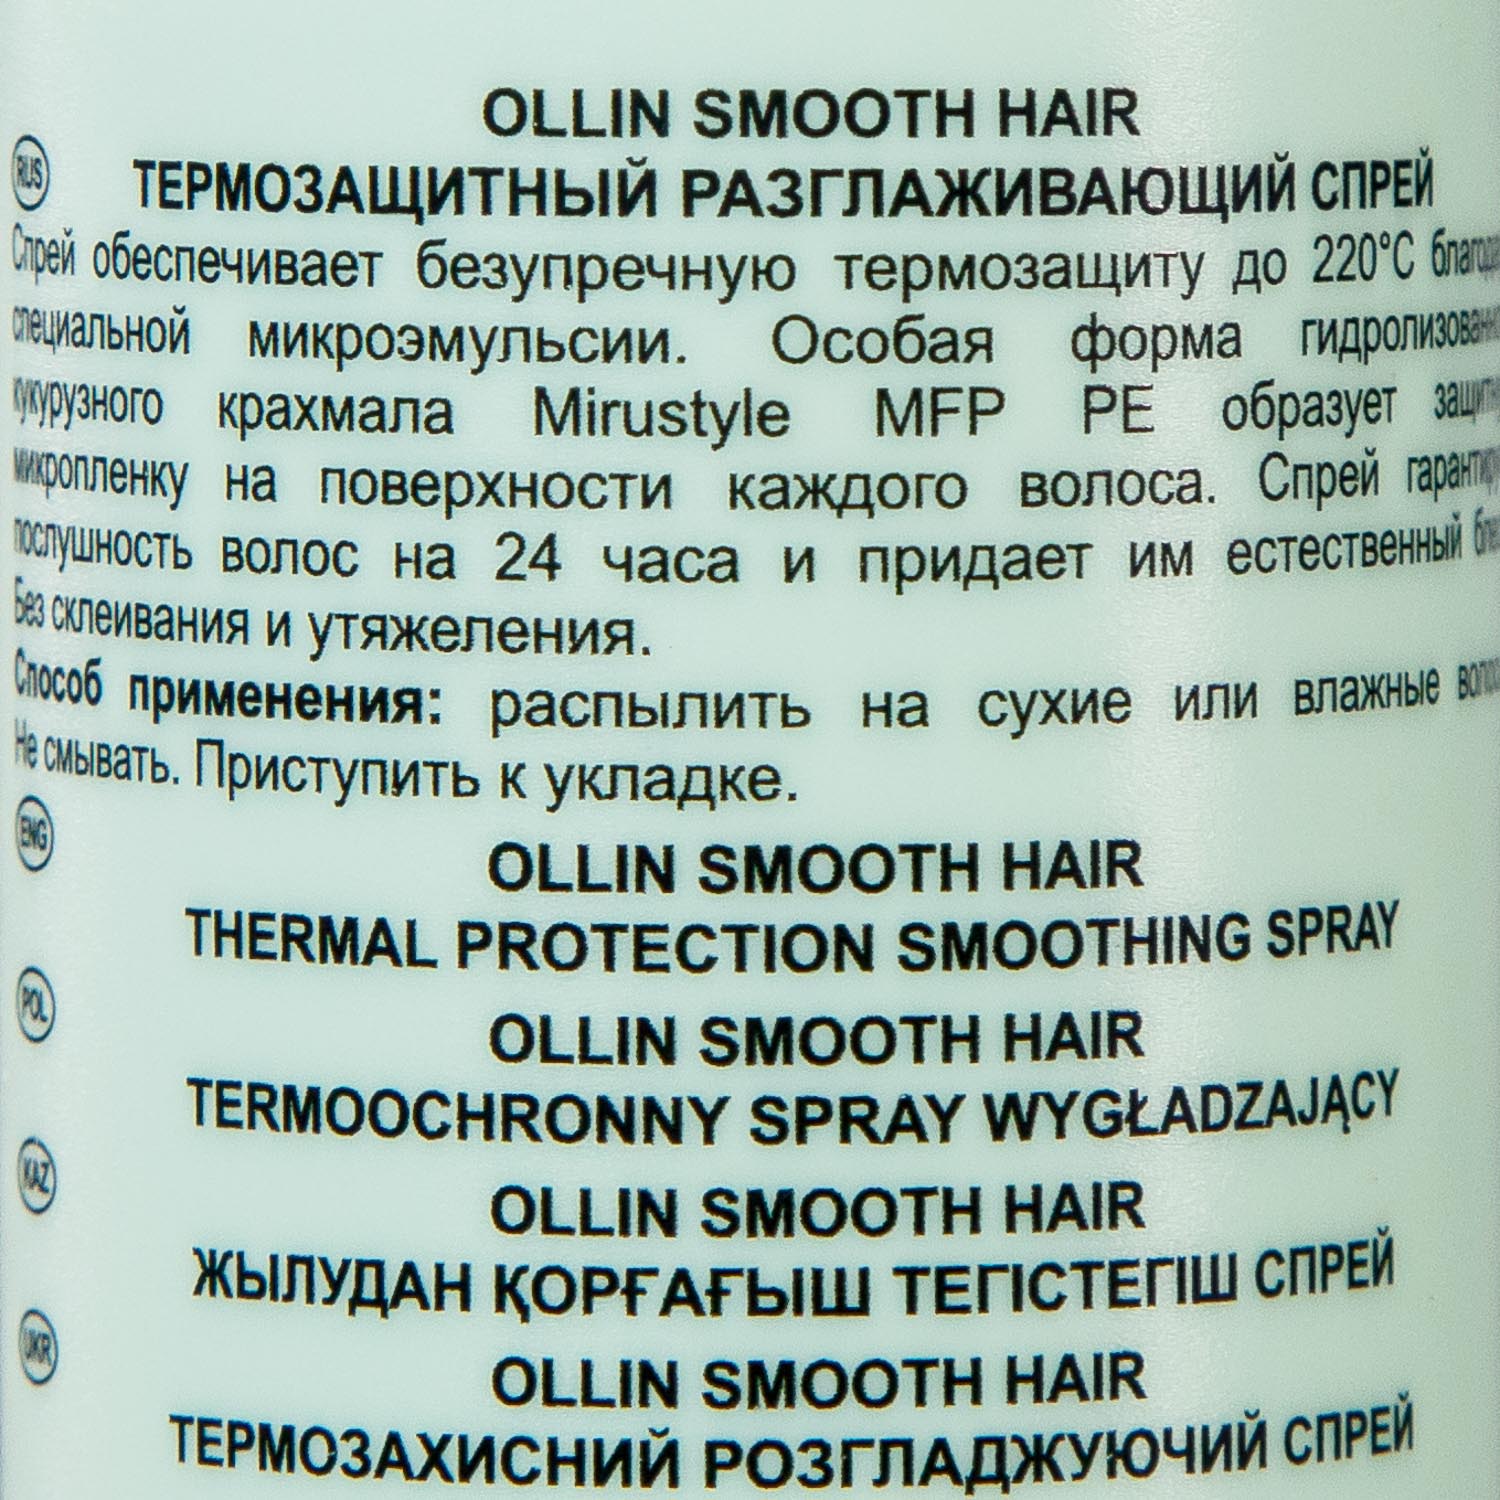 OLLIN SMOOTH HAIR
RUS
ТЕРМОЗАЩИТНЫЙ РАЗГЛАЖИВАЮЩИЙ СПРЕЙ
Спрей обеспечивает безупречную термозащиту до 220°C
специальной микроэмульсии. Особая форма
кукурузного крахмала Mirustyle MFP PE образует
микропленку на поверхности каждого волоса. Спрей
послушность волос на 24 часа и придает им естественный
Без склеивания и утяжеления.
Способ применения: распылить на сухие или влажные
Не смывать. Приступить к укладке.
ENG
OLLIN SMOOTH HAIR
THERMAL PROTECTION SMOOTHING SPRAY
POL
OLLIN SMOOTH HAIR
TERMOOCHRONNY SPRAY WYGŁADZAJĄCY
KAZ
OLLIN SMOOTH HAIR
ЖЫЛУДАН ҚОРҒАҒЫШ ТЕГІСТЕГІШ СПРЕЙ
UKR
OLLIN SMOOTH HAIR
ТЕРМОЗАХИСНИЙ РОЗГЛАДЖУЮЧИЙ СПРЕЙ